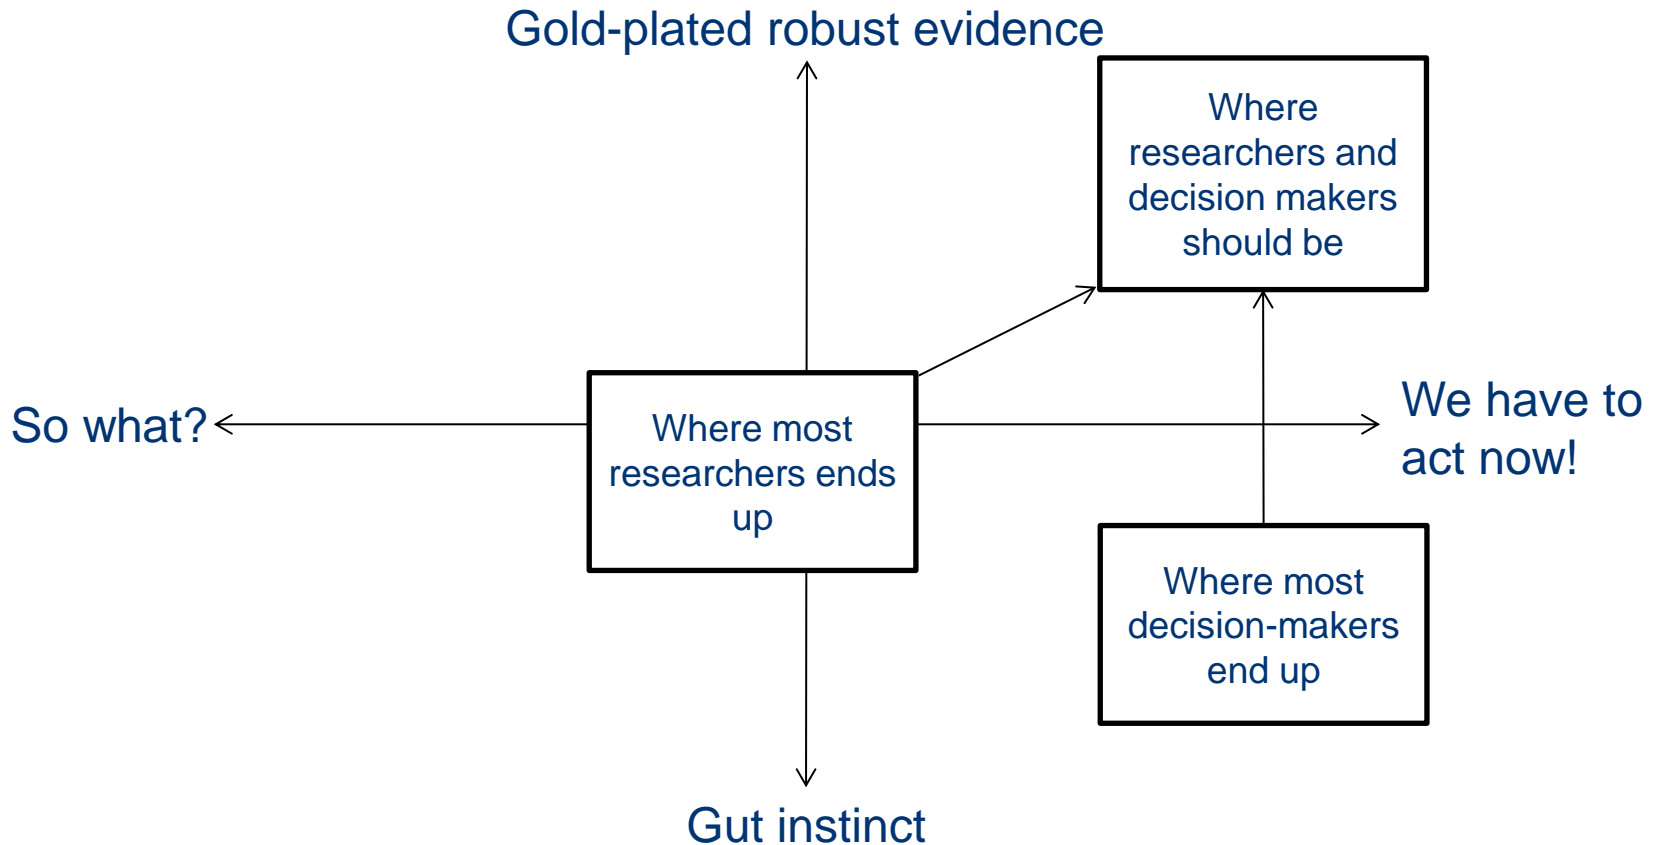 Gold-plated robust evidence
Where
researchers and
decision makers
should be
So what?
Where most
researchers ends
up
We have to
act now!
Where most
decision-makers
end up
Gut instinct